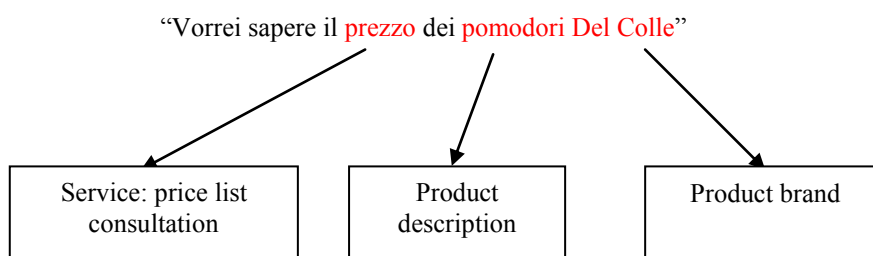 “Vorrei sapere il prezzo dei pomodori Del Colle”
Service: price list
consultation
Product
description
Product brand